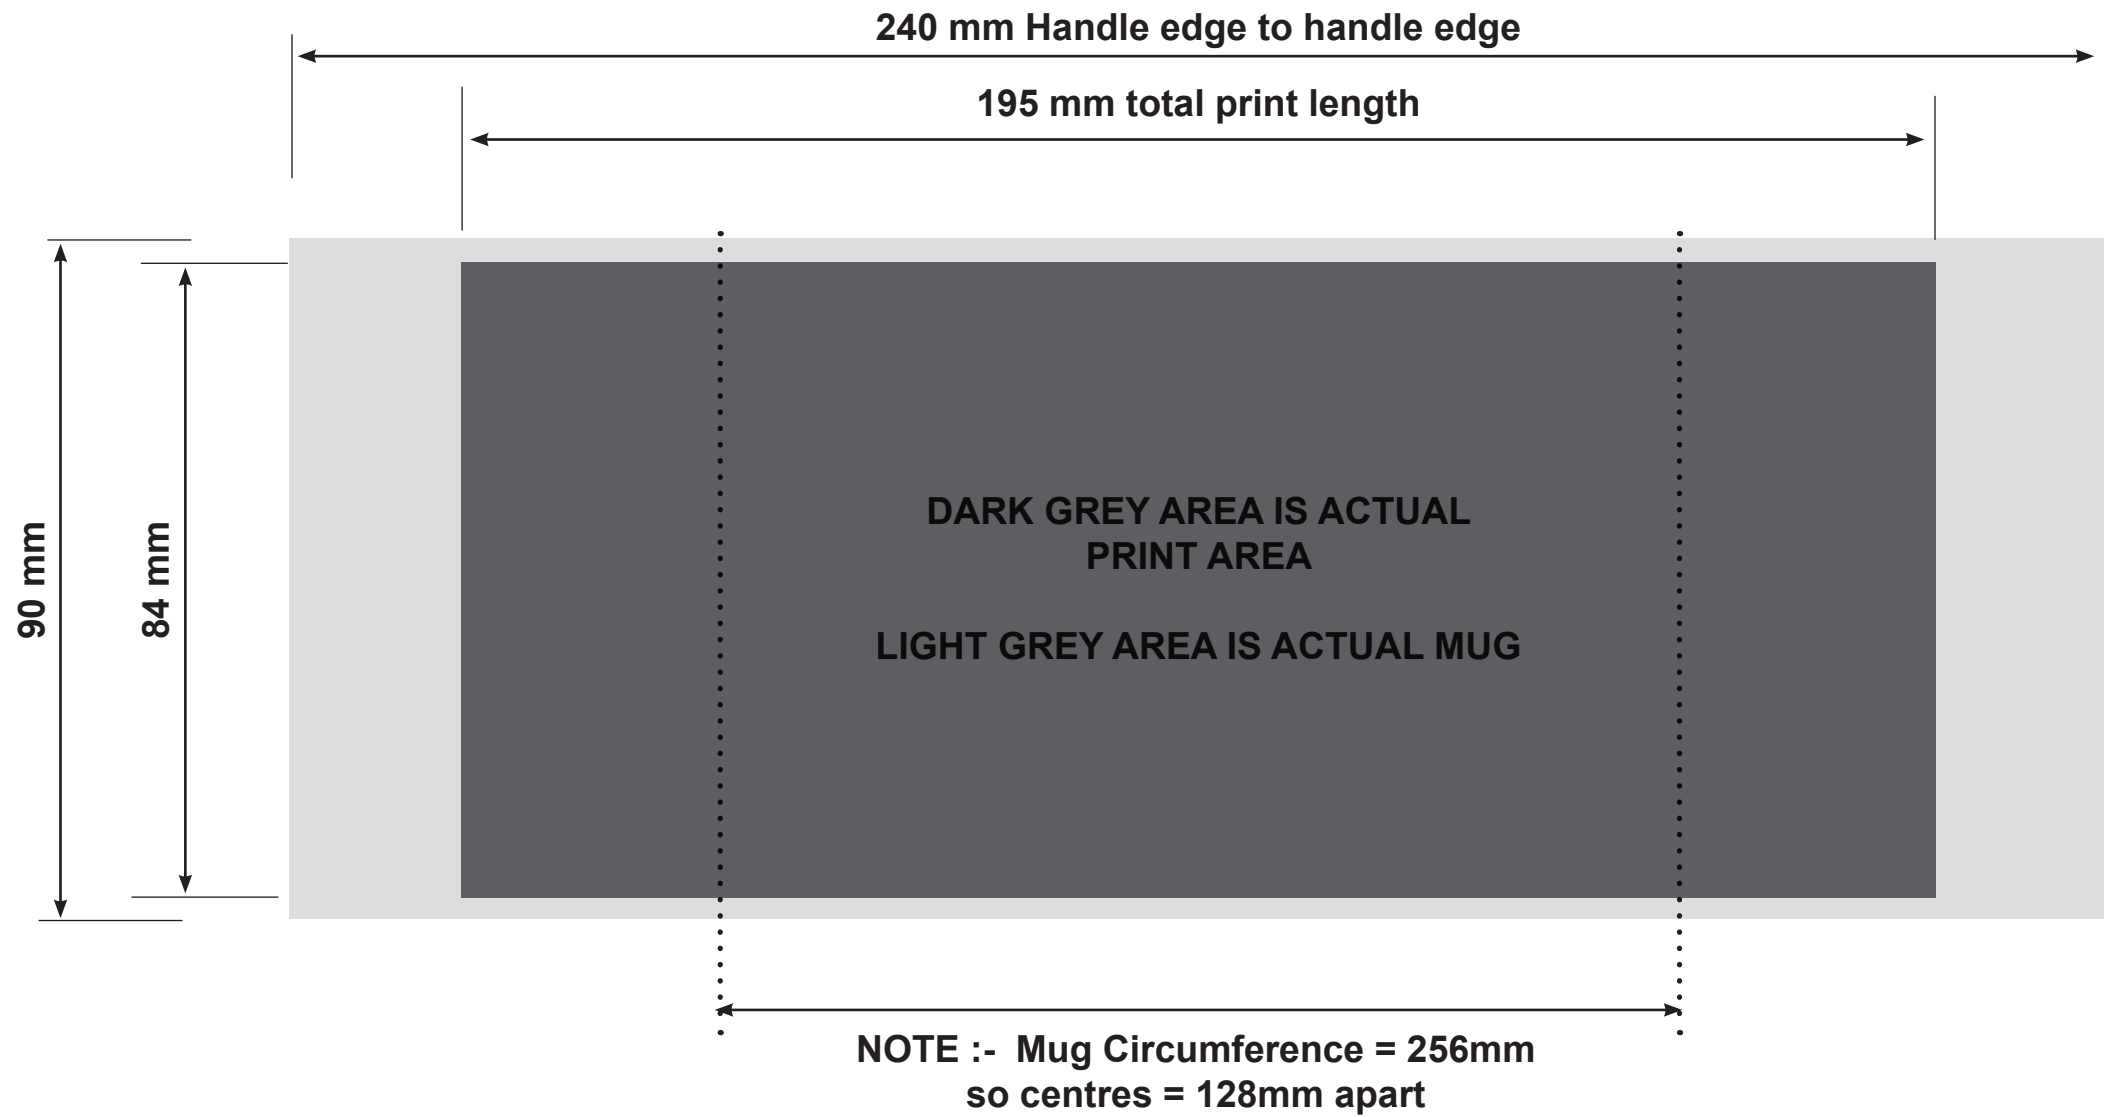 240 mm Handle edge to handle edge
195 mm total print length
90 mm
84 mm
DARK GREY AREA IS ACTUAL
PRINT AREA
LIGHT GREY AREA IS ACTUAL MUG
NOTE :-  Mug Circumference = 256mm
so centres = 128mm apart